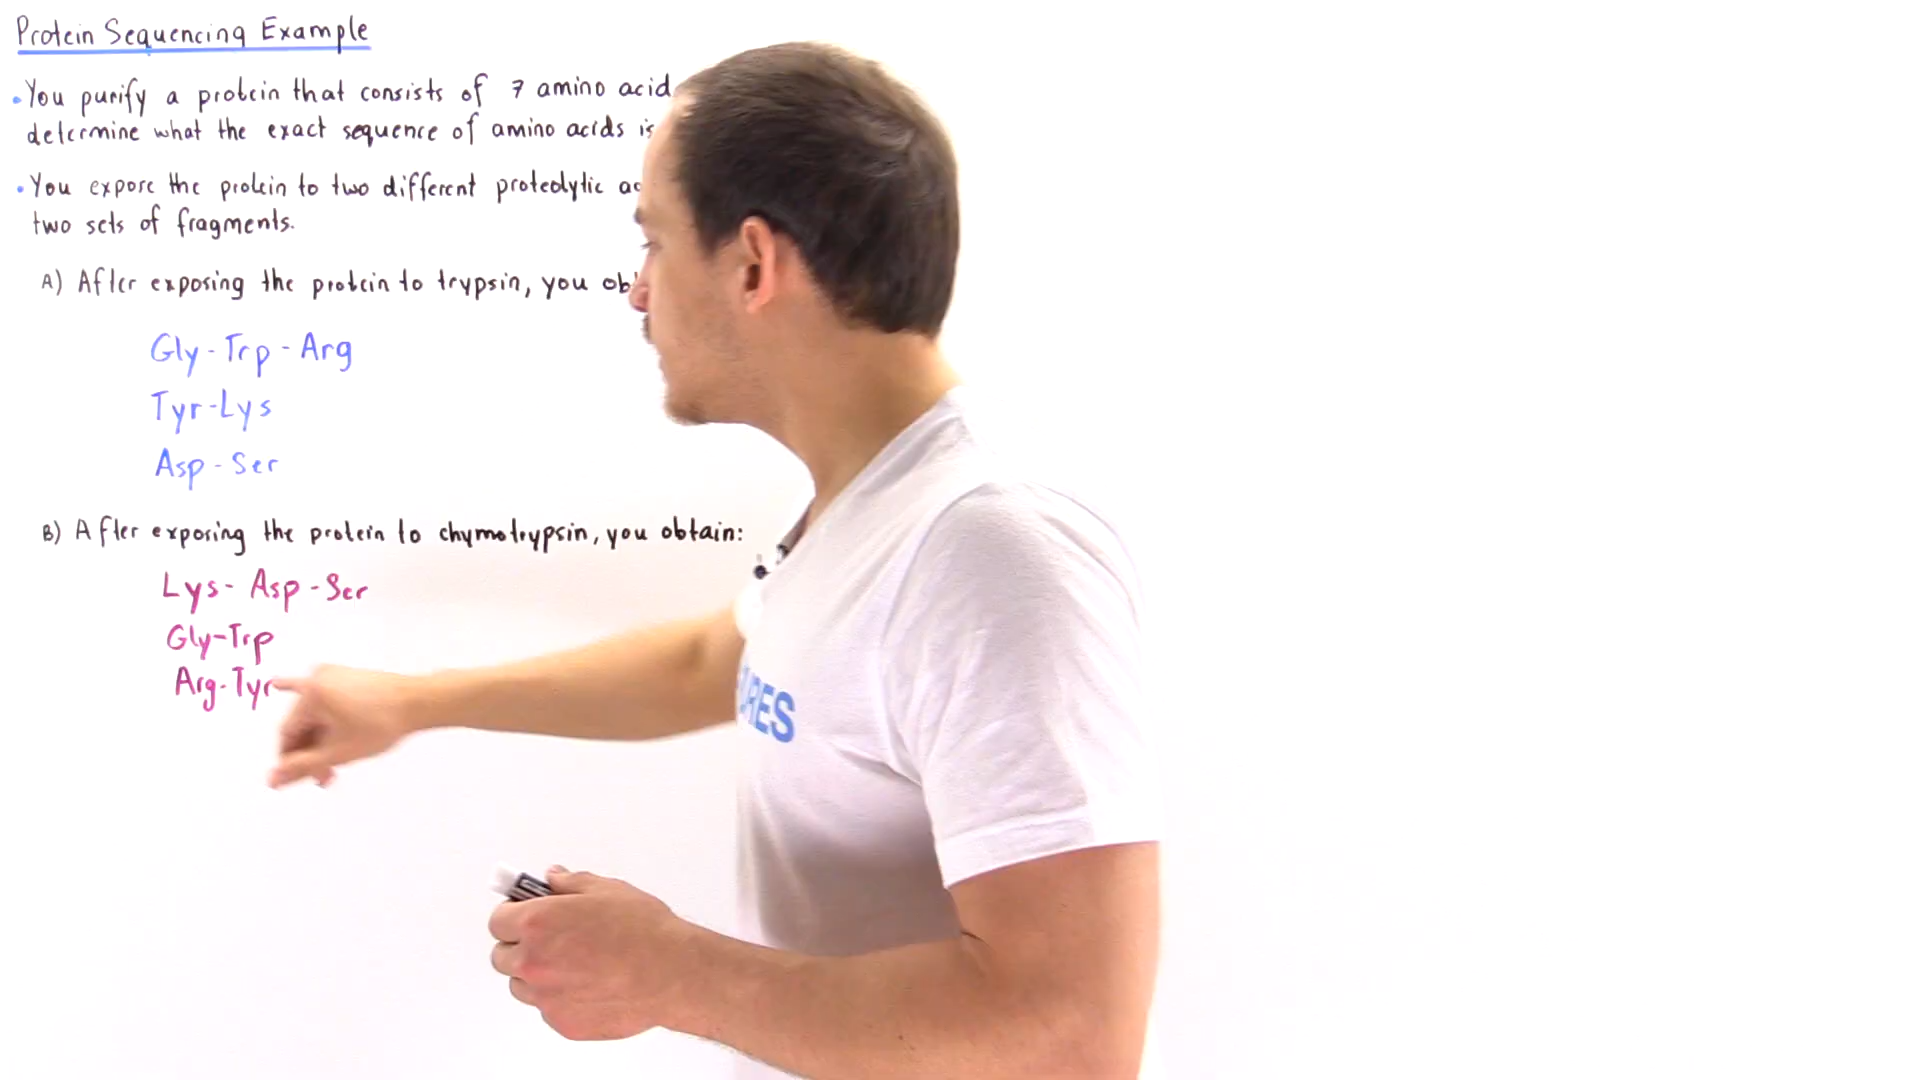 Protein Sequencing Example
• You purify a protein that consists of 7 amino acid
determine what the exact sequence of amino acids is
• You expose the protein to two different proteolytic
two sets of fragments.
A) After exposing the protein to trypsin, you
Gly-Trp-Arg
Tyr-Lys
Asp-Ser
B) After exposing the protein to chymotrypsin, you obtain:
Lys-Asp-Ser
Gly-Trp
Arg-Tyr